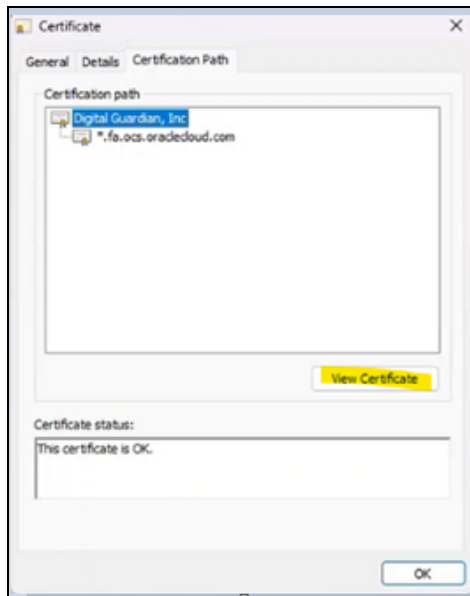 Certificate
General Details Certification Path
Certification path
Digital Guardian, Inc
*.fa.ocs.oraclecloud.com
View Certificate
Certificate status:
This certificate is OK.
OK